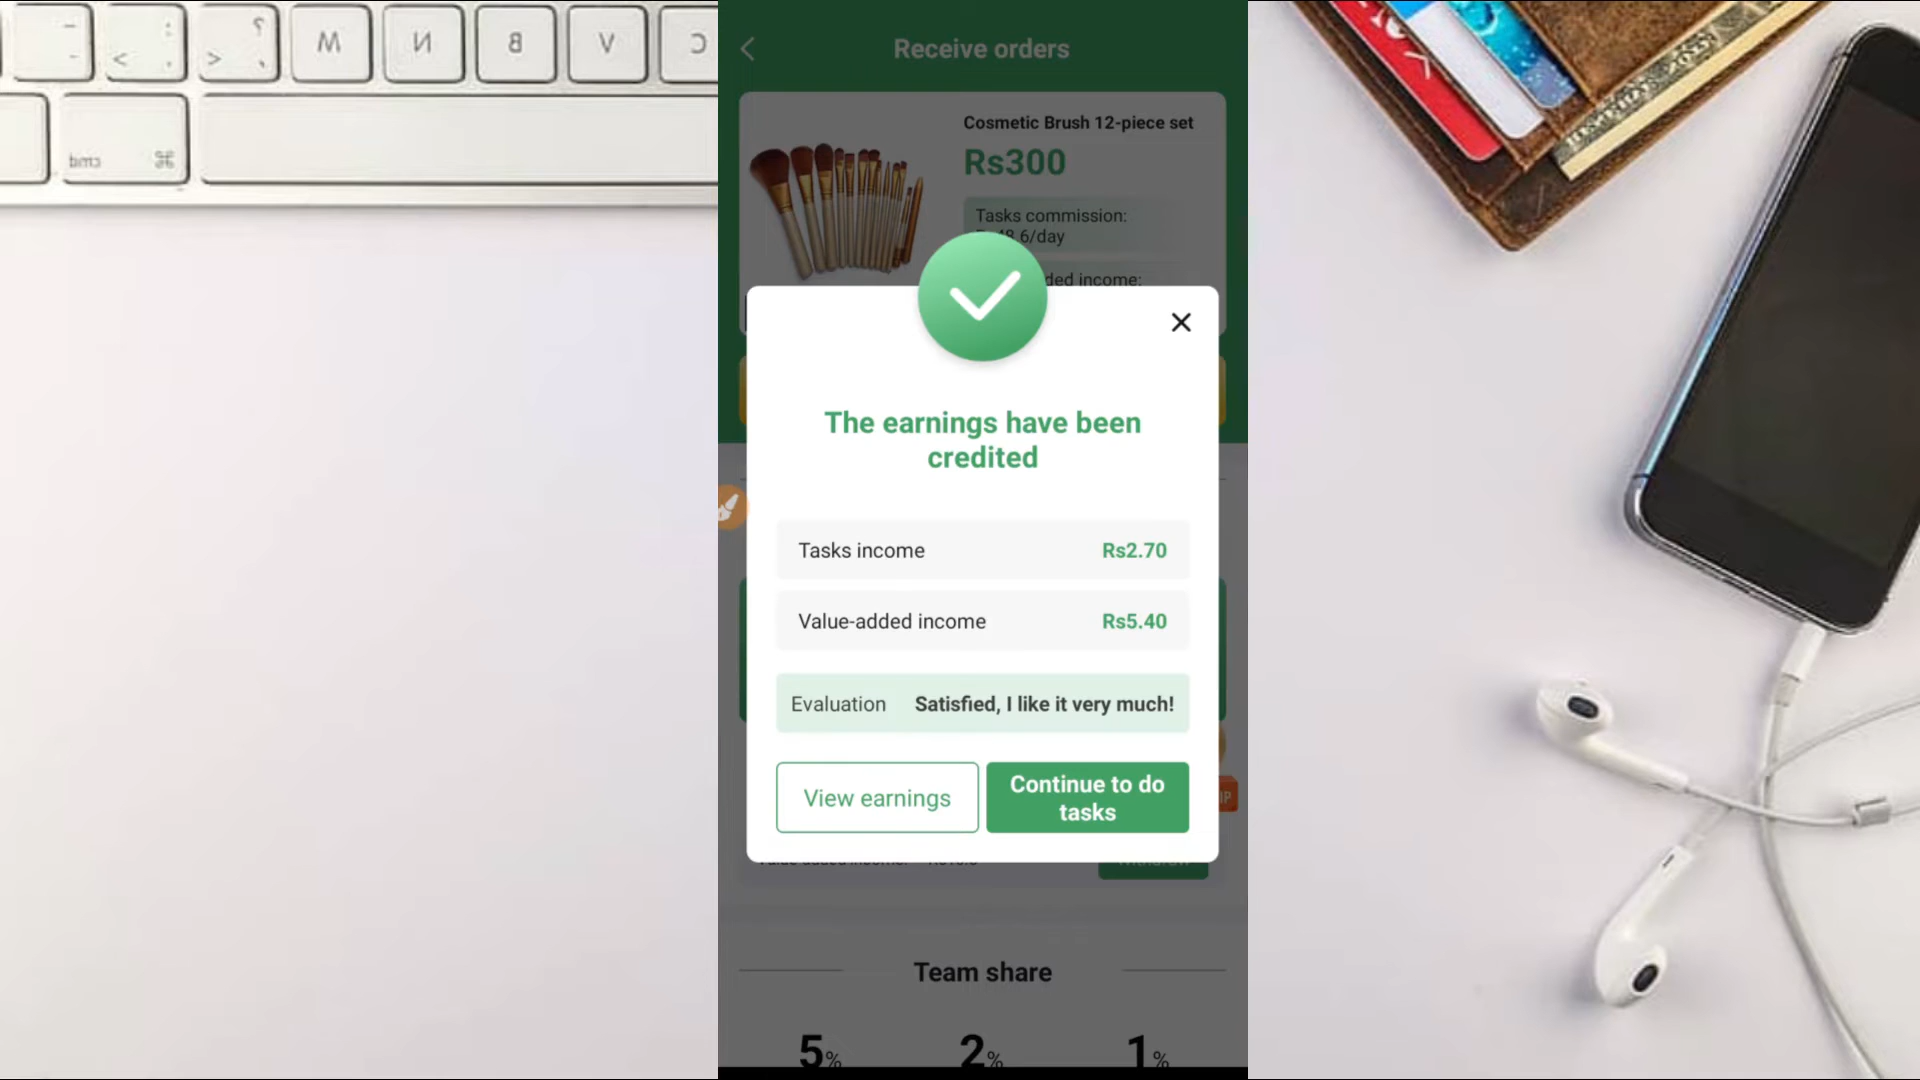 M N B V C
cmd ⌘
Receive orders
Cosmetic Brush 12-piece set
Rs300
Tasks commission:
48.6/day
ded income:
The earnings have been
credited
Tasks income Rs2.70
Value-added income Rs5.40
Evaluation Satisfied, I like it very much!
View earnings
Continue to do
tasks
Team share
5% 2% 1%